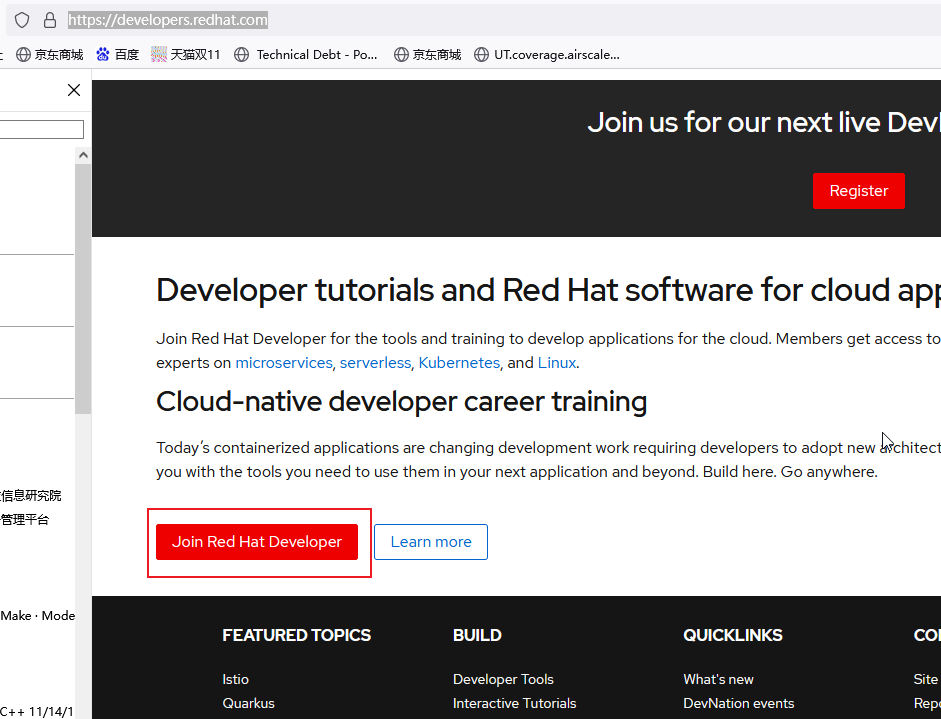 https://developers.redhat.com
京东商城 百度 天猫双11 Technical Debt - Po... 京东商城 UT.coverage.airscale...
Join us for our next live
Register
Developer tutorials and Red Hat software for cloud
Join Red Hat Developer for the tools and training to develop applications for the cloud. Members get access to
experts on microservices, serverless, Kubernetes, and Linux.
Cloud-native developer career training
Today’s containerized applications are changing development work requiring developers to adopt new
you with the tools you need to use them in your next application and beyond. Build here. Go anywhere.
信息研究院
管理平台
Join Red Hat Developer Learn more
Make · Mode
C++ 11/14/1
FEATURED TOPICS BUILD QUICKLINKS
Istio Developer Tools What's new Site
Quarkus Interactive Tutorials DevNation events